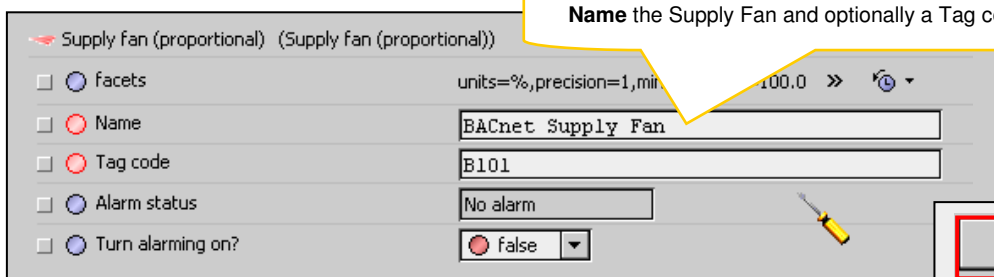 Name the Supply Fan and optionally a Tag
Supply fan (proportional) (Supply fan (proportional))
facets units=%,precision=1, 100.0 »
Name BACnet Supply Fan
Tag code B101
Alarm status No alarm
Turn alarming on? false